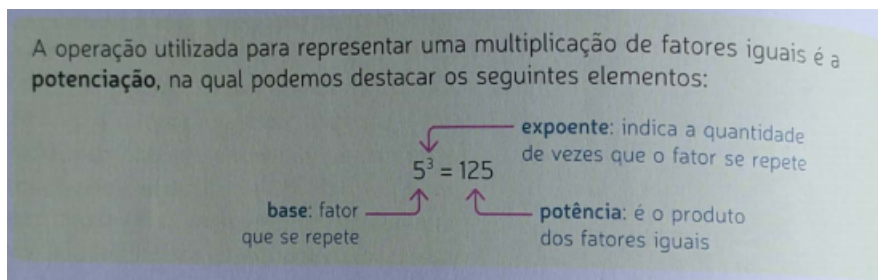 A operação utilizada para representar uma multiplicação de fatores iguais é a
potenciação, na qual podemos destacar os seguintes elementos:
expoente: indica a quantidade
de vezes que o fator se repete
5³ = 125
base: fator
que se repete
potência: é o produto
dos fatores iguais